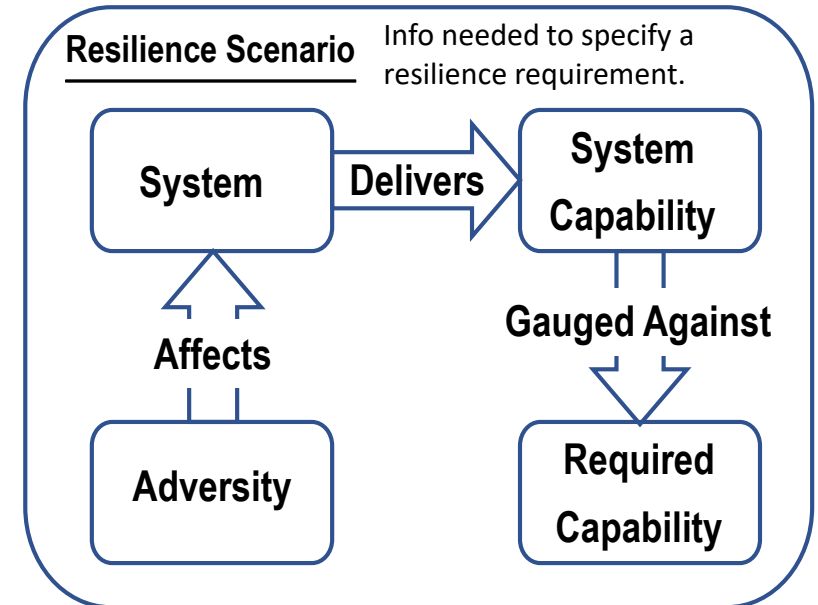 Resilience Scenario
Info needed to specify a
resilience requirement.
System
Delivers
System
Capability
Affects
Gauged Against
Adversity
Required
Capability